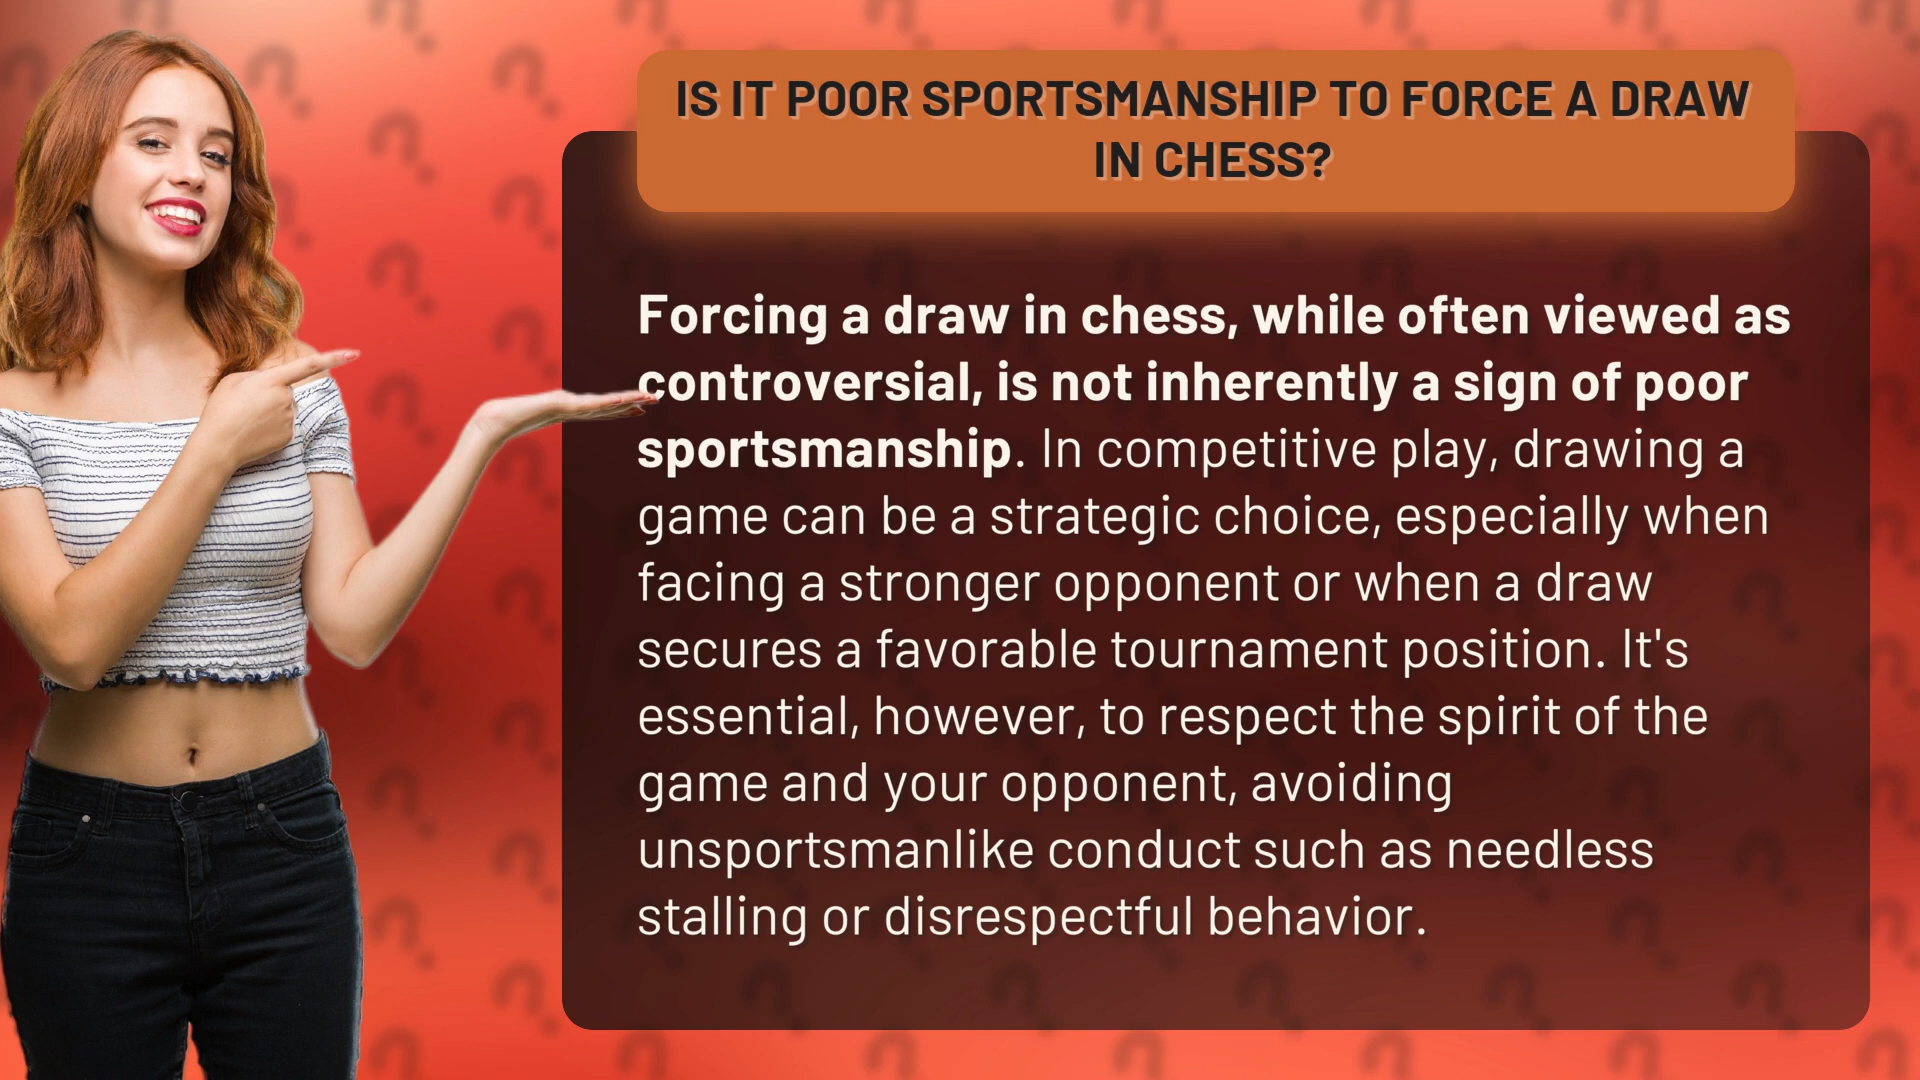 IS IT POOR SPORTSMANSHIP TO FORCE A DRAW
IN CHESS?
Forcing a draw in chess, while often viewed as
controversial, is not inherently a sign of poor
sportsmanship. In competitive play, drawing a
game can be a strategic choice, especially when
facing a stronger opponent or when a draw
secures a favorable tournament position. It's
essential, however, to respect the spirit of the
game and your opponent, avoiding
unsportsmanlike conduct such as needless
stalling or disrespectful behavior.